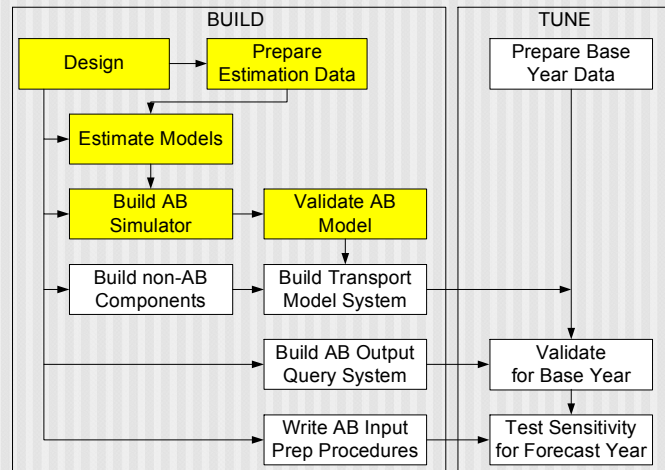 BUILD
TUNE
Design
Prepare
Estimation Data
Prepare Base
Year Data
Estimate Models
Build AB
Simulator
Validate AB
Model
Build non-AB
Components
Build Transport
Model System
Build AB Output
Query System
Validate
for Base Year
Write AB Input
Prep Procedures
Test Sensitivity
for Forecast Year